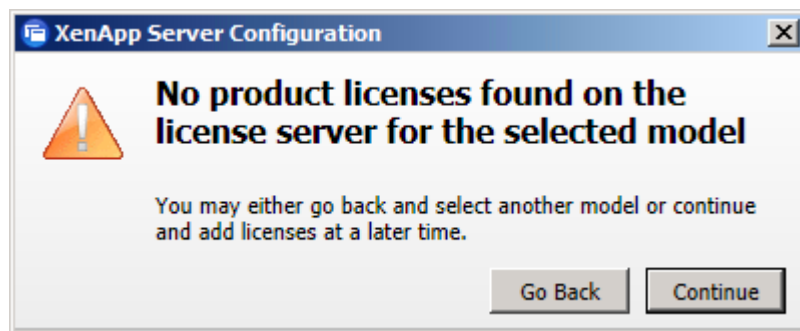 XenApp Server Configuration
No product licenses found on the
license server for the selected model
You may either go back and select another model or continue
and add licenses at a later time.
Go Back Continue